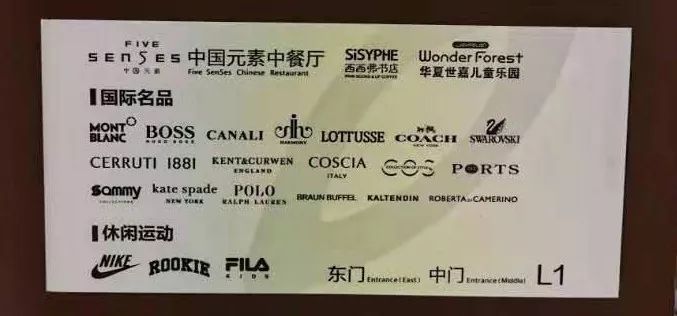 FIVE
SENSES 中国元素中餐厅 SiSYPHE WonderForest
中国元素 Five SenSes Chinese Restaurant 西西弗书店 华夏世嘉儿童乐园
国际名品
MONT BLANC BOSS HUGO BOSS CANALI HARMONY LOTTUSSE COACH NEW YORK SWAROVSKI
CERRUTI 1881 KENT&CURWEN ENGLAND COSCIA ITALY COS PORTS
Sammy COLLECTIONS kate spade NEW YORK POLO RALPH LAUREN BRAUN BUFFEL KALTENDIN ROBERTA DI CAMERINO
休闲运动
NIKE ROOKIE FILA KIDS 东门 Entrance(East) 中门 Entrance(Middle) L1